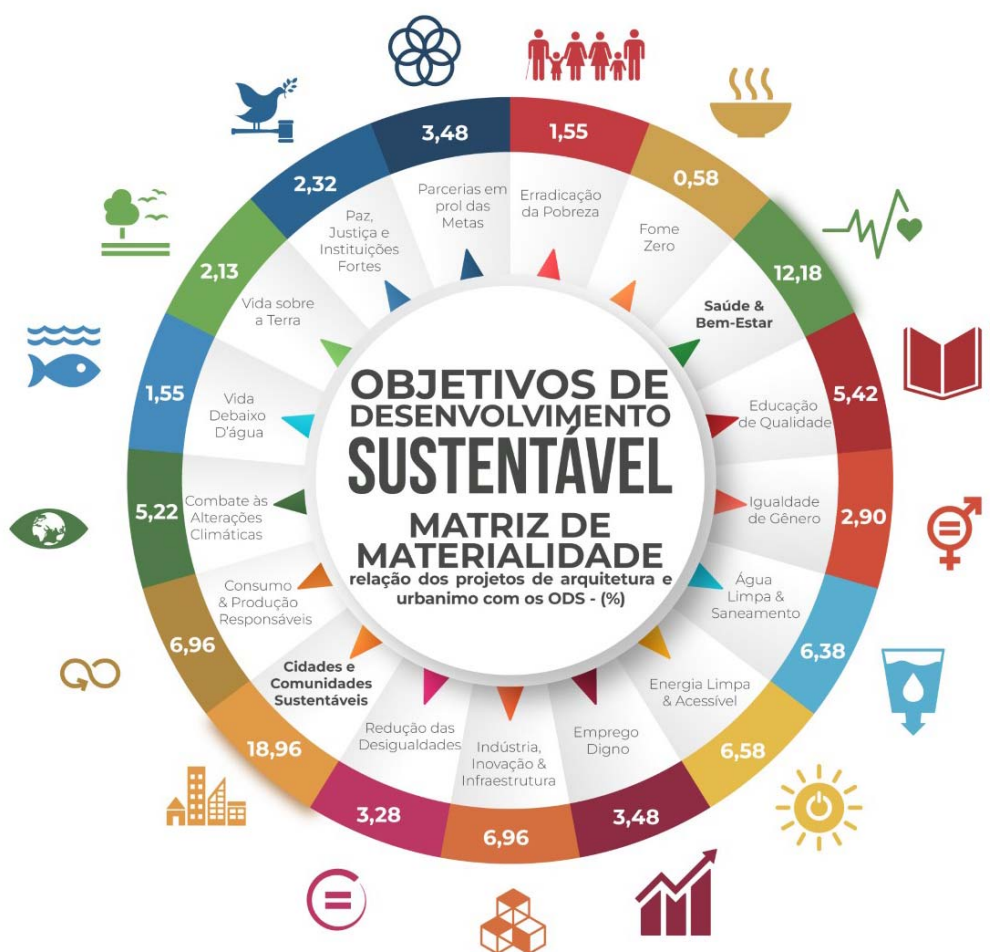 OBJETIVOS DE
DESENVOLVIMENTO
SUSTENTÁVEL
MATRIZ DE
MATERIALIDADE
relação dos projetos de arquitetura e
urbanimo com os ODS - (%)
1,55
Erradicação
da Pobreza
0,58
Fome
Zero
12,18
Saúde &
Bem-Estar
5,42
Educação
de Qualidade
2,90
Igualdade
de Gênero
6,38
Água
Limpa &
Saneamento
6,58
Energia Limpa
& Acessível
3,48
Emprego
Digno
6,96
Indústria,
Inovação &
Infraestrutura
3,28
Redução das
Desigualdades
18,96
Cidades e
Comunidades
Sustentáveis
6,96
Consumo
& Produção
Responsáveis
5,22
Combate às
Alterações
Climáticas
1,55
Vida
Debaixo
D'água
2,13
Vida sobre
a Terra
2,32
Paz,
Justiça e
Instituições
Fortes
3,48
Parcerias em
prol das
Metas